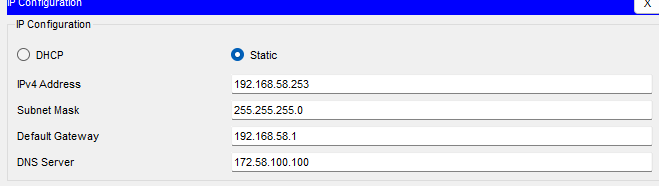 IP Configuration
X
IP Configuration
DHCP
Static
IPv4 Address
192.168.58.253
Subnet Mask
255.255.255.0
Default Gateway
192.168.58.1
DNS Server
172.58.100.100